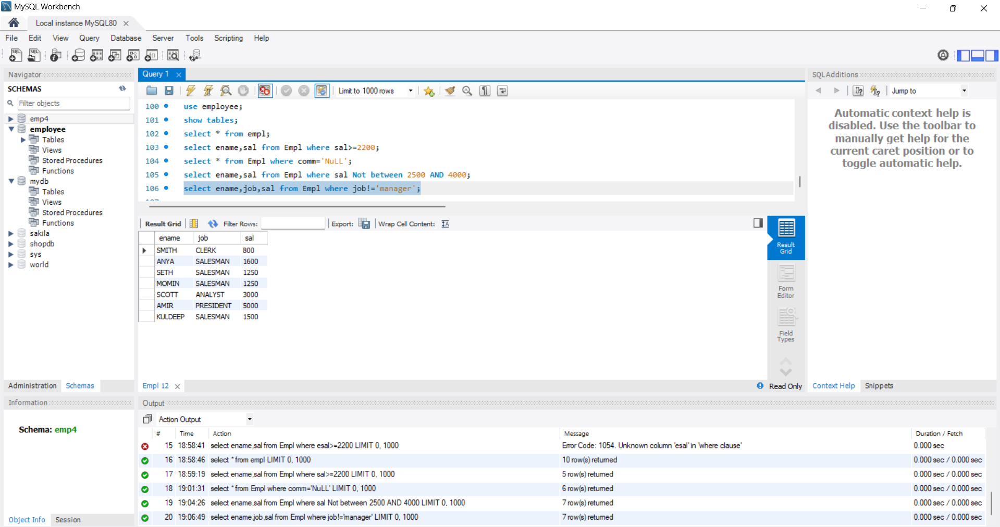 MySQL Workbench
Local instance MySQL80
File Edit View Query Database Server Tools Scripting Help
Navigator
SCHEMAS
Filter objects
emp4
employee
Tables
Views
Stored Procedures
Functions
mydb
Tables
Views
Stored Procedures
Functions
sakila
shopdb
sys
world
Administration Schemas
Information
Schema: emp4
Object Info Session
Query 1
Limit to 1000 rows
100 use employee;
101 show tables;
102 select * from empl;
103 select ename,sal from Empl where sal>=2200;
104 select * from Empl where comm='NuLL';
105 select ename,sal from Empl where sal Not between 2500 AND 4000;
106 select ename,job,sal from Empl where job!='manager';
Result Grid Filter Rows: Export: Wrap Cell Content:
ename job sal
SMITH CLERK 800
ANYA SALESMAN 1600
SETH SALESMAN 1250
MOMIN SALESMAN 1250
SCOTT ANALYST 3000
AMIR PRESIDENT 5000
KULDEEP SALESMAN 1500
Result
Grid
Form
Editor
Field
Types
Empl 12
Read Only
SQLAdditions
Jump to
Automatic context help is
disabled. Use the toolbar to
manually get help for the
current caret position or to
toggle automatic help.
Context Help Snippets
Output
Action Output
# Time Action Message Duration / Fetch
15 18:58:41 select ename,sal from Empl where esal>=2200 LIMIT 0, 1000 Error Code: 1054. Unknown column 'esal' in 'where clause' 0.000 sec
16 18:58:46 select * from empl LIMIT 0, 1000 10 row(s) returned 0.000 sec / 0.000 sec
17 18:59:19 select ename,sal from Empl where sal>=2200 LIMIT 0, 1000 5 row(s) returned 0.000 sec / 0.000 sec
18 19:01:31 select * from Empl where comm='NuLL' LIMIT 0, 1000 6 row(s) returned 0.000 sec / 0.000 sec
19 19:04:26 select ename,sal from Empl where sal Not between 2500 AND 4000 LIMIT 0, 1000 7 row(s) returned 0.000 sec / 0.000 sec
20 19:06:49 select ename,job,sal from Empl where job!='manager' LIMIT 0, 1000 7 row(s) returned 0.000 sec / 0.000 sec